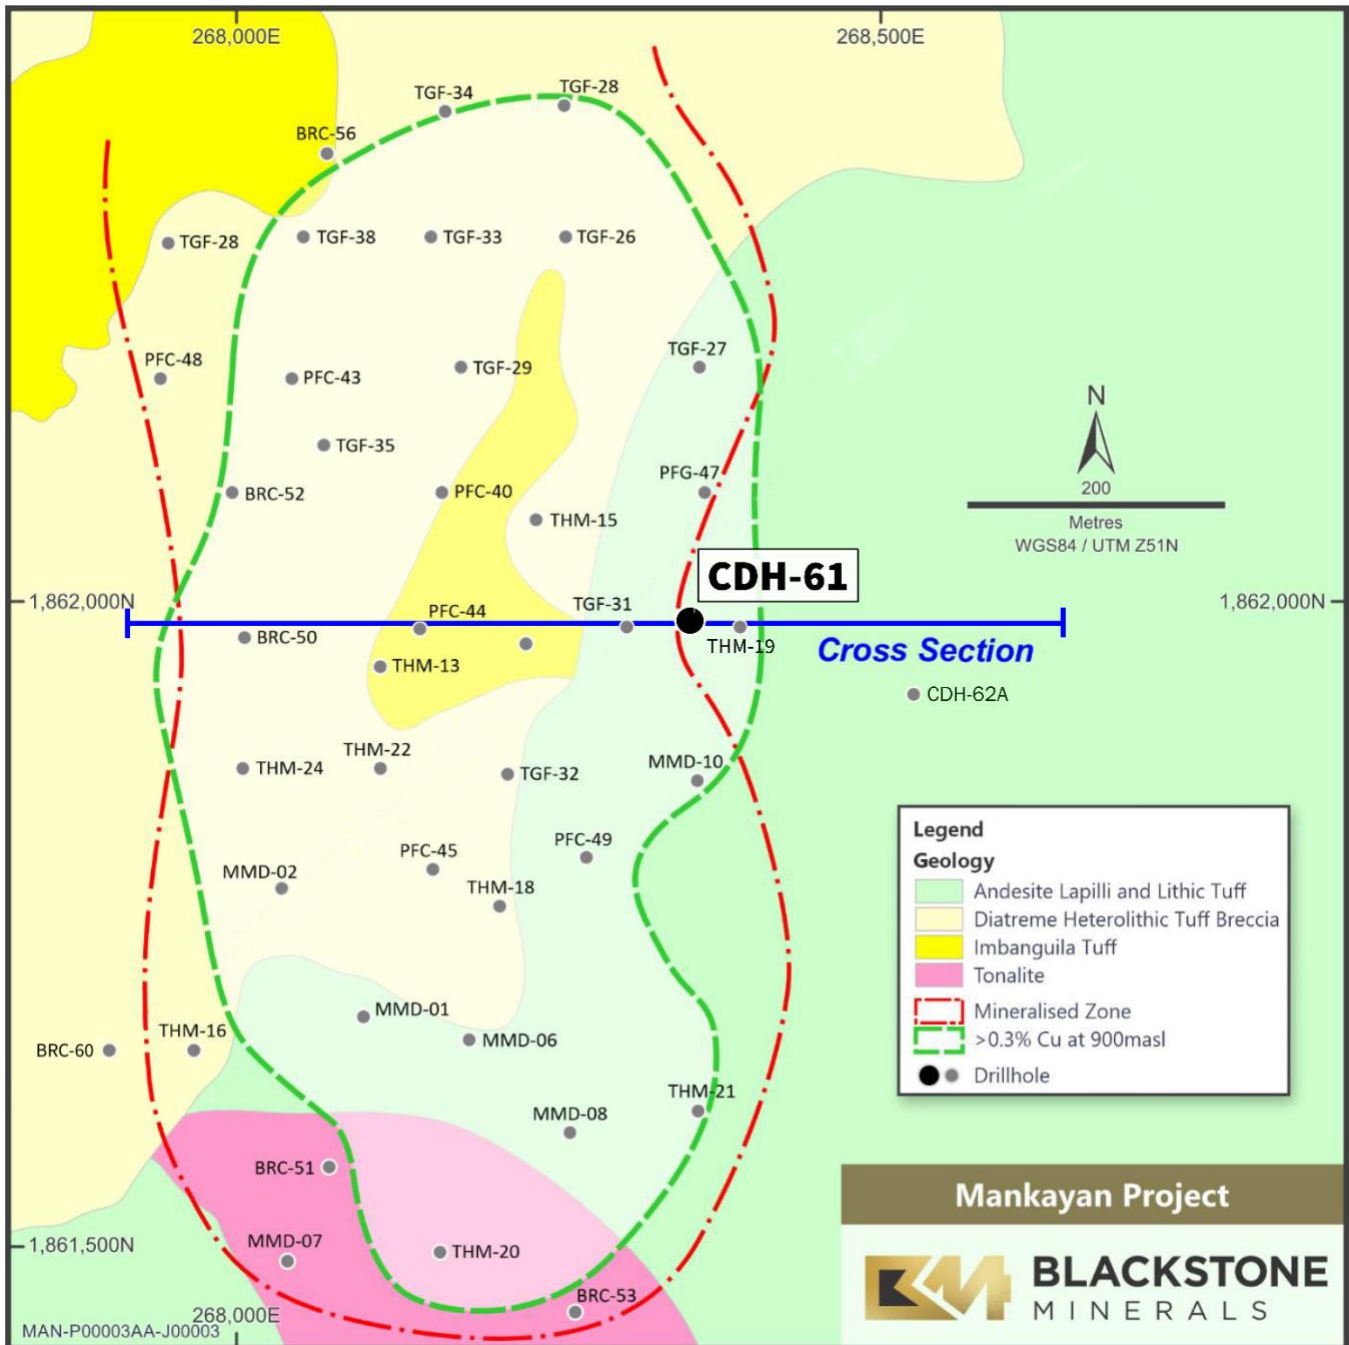 268,000E
268,500E
TGF-34
TGF-28
BRC-56
TGF-28
TGF-38
TGF-33
TGF-26
PFC-48
PFC-43
TGF-29
TGF-27
TGF-35
BRC-52
PFC-40
THM-15
PFG-47
N
200
Metres
WGS84 / UTM Z51N
CDH-61
1,862,000N
1,862,000N
PFC-44
TGF-31
BRC-50
THM-13
THM-19
Cross Section
CDH-62A
THM-24
THM-22
TGF-32
MMD-10
MMD-02
PFC-45
THM-18
PFC-49
Legend
Geology
Andesite Lapilli and Lithic Tuff
Diatreme Heterolithic Tuff Breccia
Imbanguila Tuff
Tonalite
Mineralised Zone
>0.3% Cu at 900masl
Drillhole
MMD-01
MMD-06
BRC-60
THM-16
THM-21
MMD-08
BRC-51
MMD-07
THM-20
BRC-53
1,861,500N
268,000E
MAN-P00003AA-J00003
Mankayan Project
BLACKSTONE
MINERALS